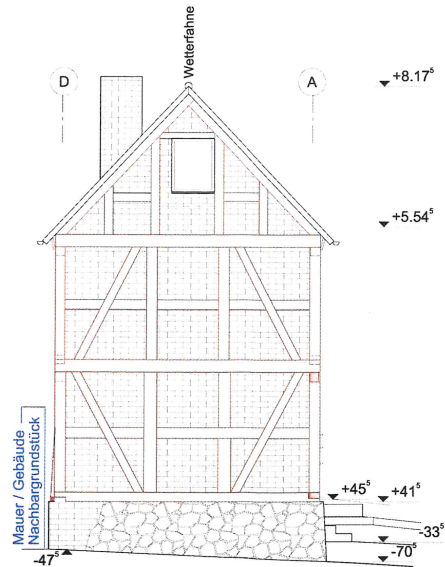 Wetterfahne
D
A
+8.17⁵
+5.54⁵
Mauer / Gebäude
Nachbargrundstück
+45⁵
+41⁵
-33⁵
-47⁵
-70⁵